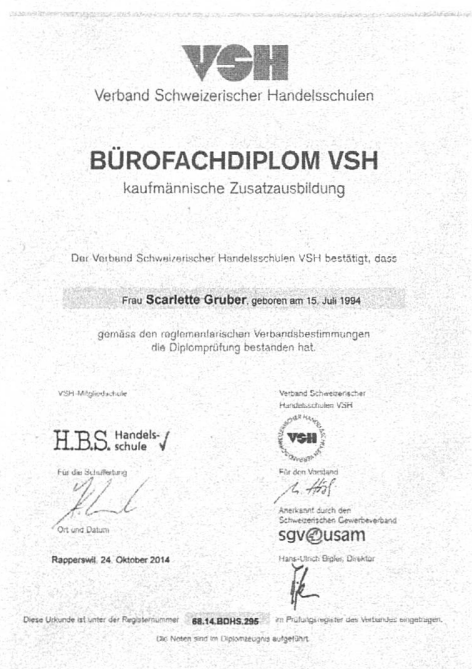 VSH
Verband Schweizerischer Handelsschulen
BÜROFACHDIPLOM VSH
kaufmännische Zusatzausbildung
Der Verband Schweizerischer Handelsschulen VSH bestätigt, dass
Frau Scarlette Gruber, geboren am 15. Juli 1994
gemäss den reglementarischen Verbandsbestimmungen
die Diplomprüfung bestanden hat.
VSH-Mitgliedschule
H.B.S. Handels-
schule
Für die Schulleitung
Ort und Datum
Rapperswil, 24. Oktober 2014
Verband Schweizerischer
Handelsschulen VSH
VSH
Für den Vorstand
Anerkannt durch den
Schweizerischen Gewerbeverband
sgv usam
Hans-Ulrich Bigler, Direktor
Diese Urkunde ist unter der Registernummer 68.14.BDHS.295 im Prüfungsregister des Verbandes eingetragen.
Die Noten sind im Diplomzeugnis aufgeführt.